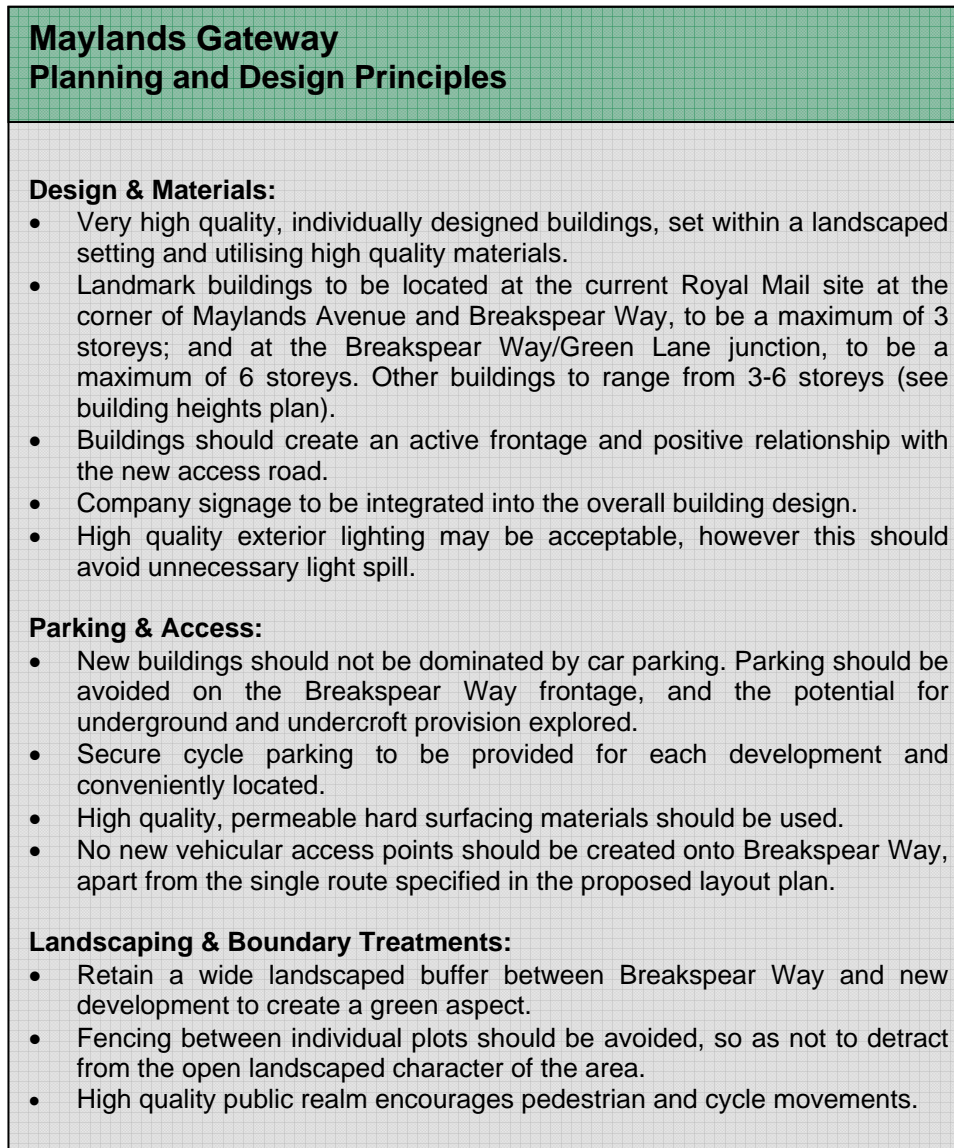 Maylands Gateway
Planning and Design Principles
Design & Materials:
• Very high quality, individually designed buildings, set within a landscaped
setting and utilising high quality materials.
• Landmark buildings to be located at the current Royal Mail site at the
corner of Maylands Avenue and Breakspear Way, to be a maximum of 3
storeys; and at the Breakspear Way/Green Lane junction, to be a
maximum of 6 storeys. Other buildings to range from 3-6 storeys (see
building heights plan).
• Buildings should create an active frontage and positive relationship with
the new access road.
• Company signage to be integrated into the overall building design.
• High quality exterior lighting may be acceptable, however this should
avoid unnecessary light spill.
Parking & Access:
• New buildings should not be dominated by car parking. Parking should be
avoided on the Breakspear Way frontage, and the potential for
underground and undercroft provision explored.
• Secure cycle parking to be provided for each development and
conveniently located.
• High quality, permeable hard surfacing materials should be used.
• No new vehicular access points should be created onto Breakspear Way,
apart from the single route specified in the proposed layout plan.
Landscaping & Boundary Treatments:
• Retain a wide landscaped buffer between Breakspear Way and new
development to create a green aspect.
• Fencing between individual plots should be avoided, so as not to detract
from the open landscaped character of the area.
• High quality public realm encourages pedestrian and cycle movements.